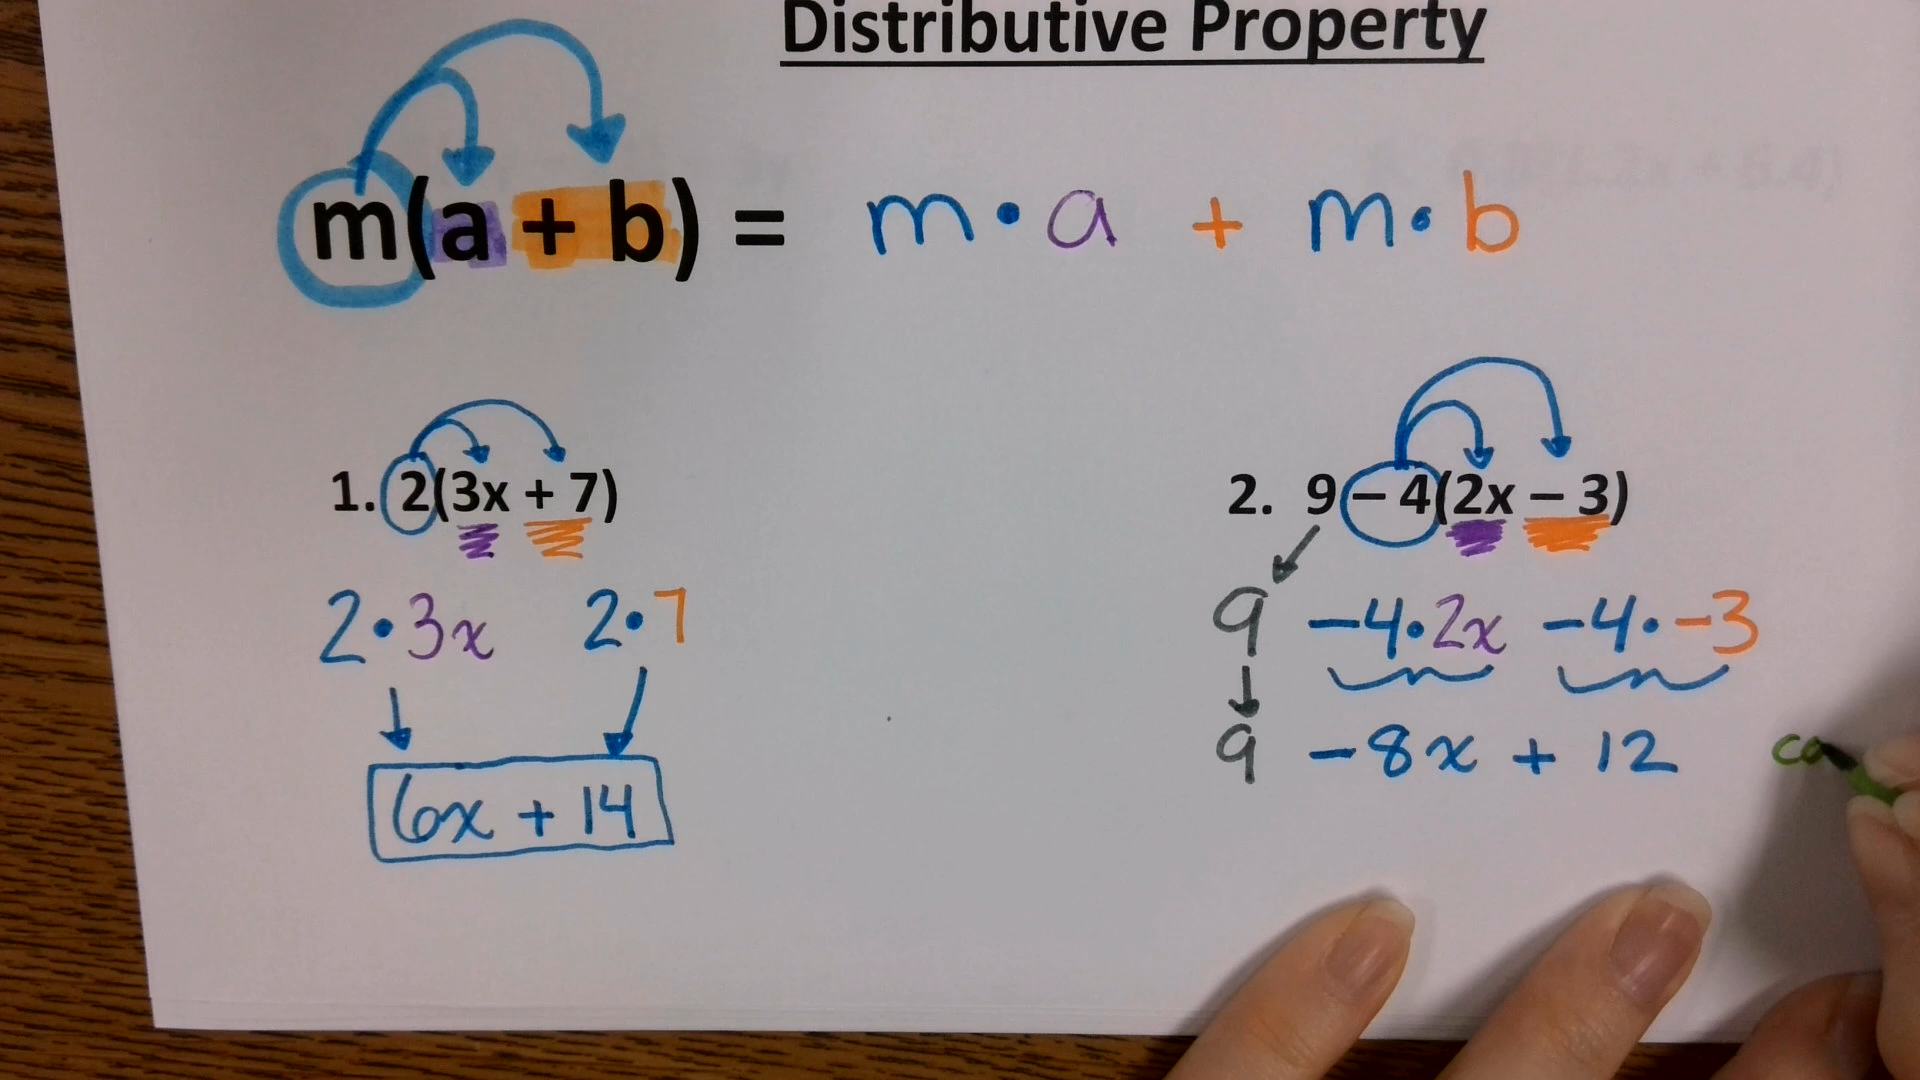 Distributive Property
m(a + b) = m • a + m • b
1. 2(3x + 7)
2 • 3x 2 • 7
6x + 14
2. 9 – 4(2x – 3)
9 -4 • 2x -4 • -3
9 -8x + 12